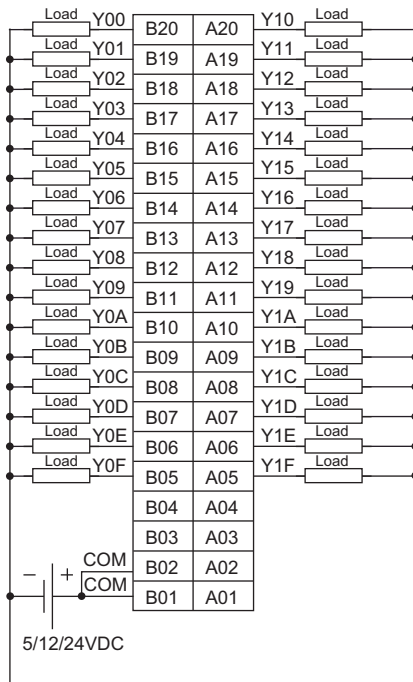 Load Y00 B20 A20 Y10 Load
Load Y01 B19 A19 Y11 Load
Load Y02 B18 A18 Y12 Load
Load Y03 B17 A17 Y13 Load
Load Y04 B16 A16 Y14 Load
Load Y05 B15 A15 Y15 Load
Load Y06 B14 A14 Y16 Load
Load Y07 B13 A13 Y17 Load
Load Y08 B12 A12 Y18 Load
Load Y09 B11 A11 Y19 Load
Load Y0A B10 A10 Y1A Load
Load Y0B B09 A09 Y1B Load
Load Y0C B08 A08 Y1C Load
Load Y0D B07 A07 Y1D Load
Load Y0E B06 A06 Y1E Load
Load Y0F B05 A05 Y1F Load
B04 A04
B03 A03
COM B02 A02
− + COM B01 A01
5/12/24VDC